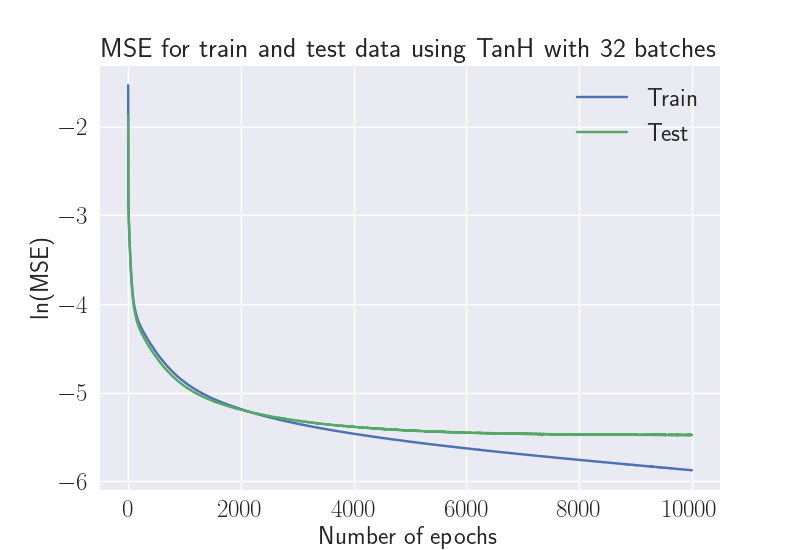 MSE for train and test data using TanH with 32 batches
Train
Test
−2
−3
−4
−5
−6
ln(MSE)
0 2000 4000 6000 8000 10000
Number of epochs